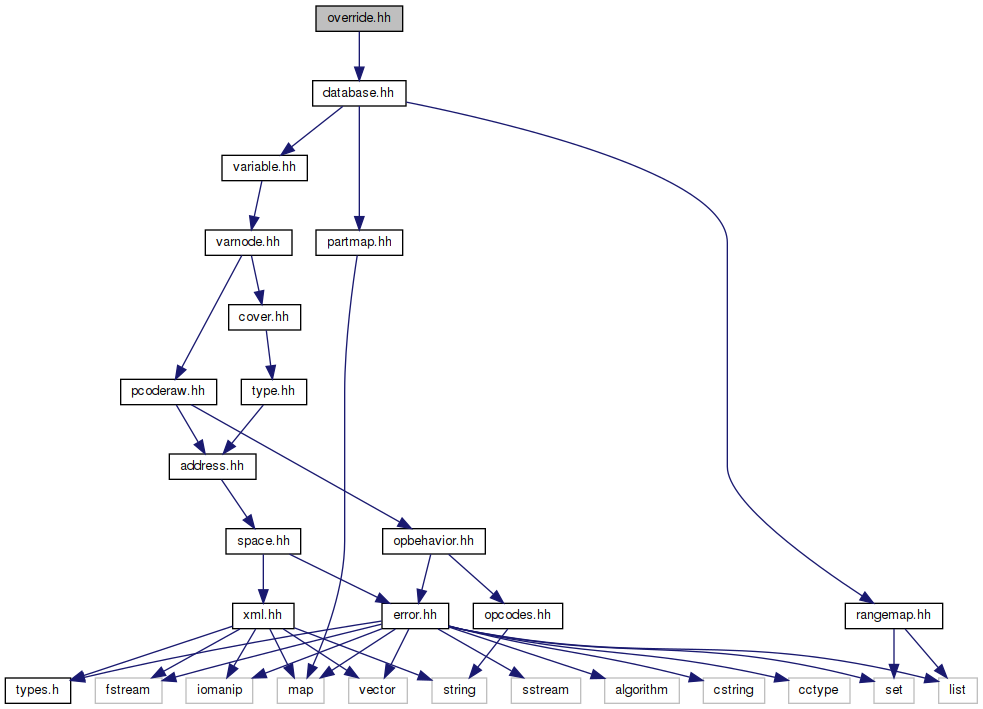 override.hh
database.hh
variable.hh
varnode.hh
partmap.hh
cover.hh
pcoderaw.hh
type.hh
address.hh
space.hh
opbehavior.hh
xml.hh
error.hh
opcodes.hh
rangemap.hh
types.h
fstream
iomanip
map
vector
string
sstream
algorithm
cstring
cctype
set
list